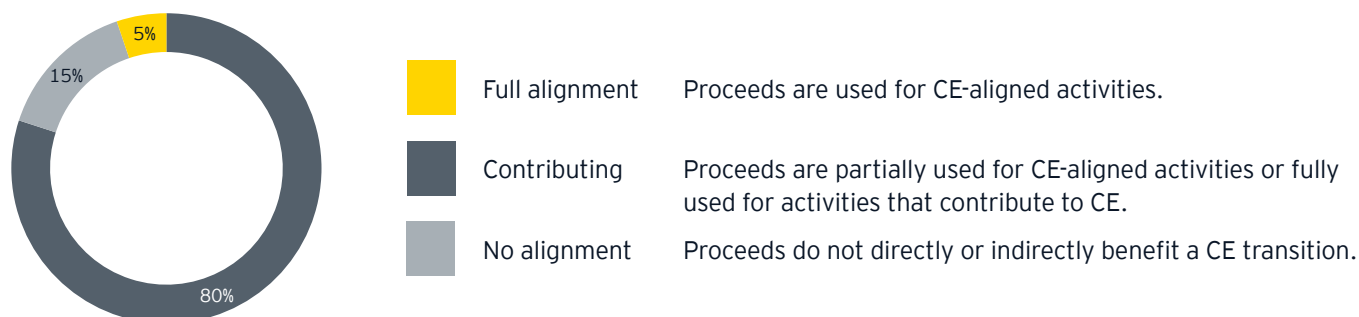 5%
15%
80%
Full alignment Proceeds are used for CE-aligned activities.
Contributing Proceeds are partially used for CE-aligned activities or fully
used for activities that contribute to CE.
No alignment Proceeds do not directly or indirectly benefit a CE transition.